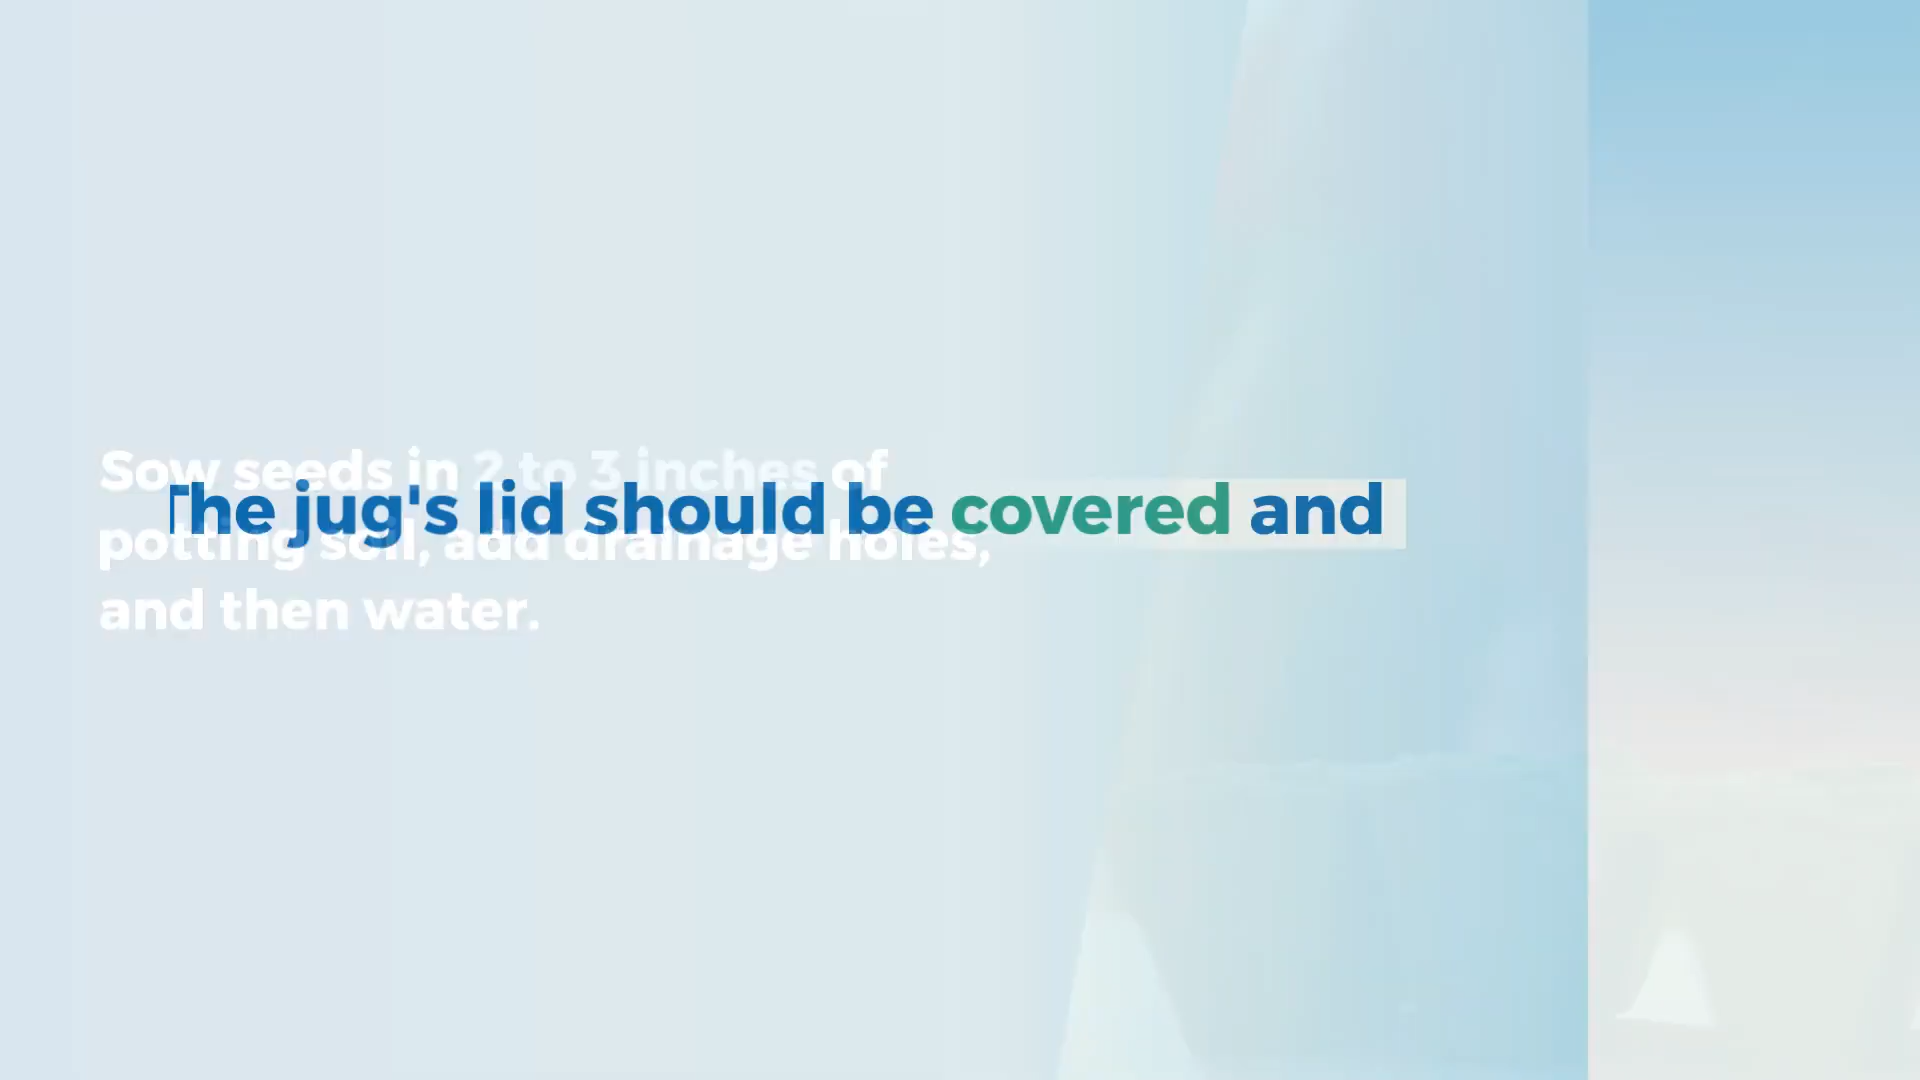 Sow seeds in 2 to 3 inches of
potting soil, add drainage holes,
and then water.
The jug's lid should be covered and